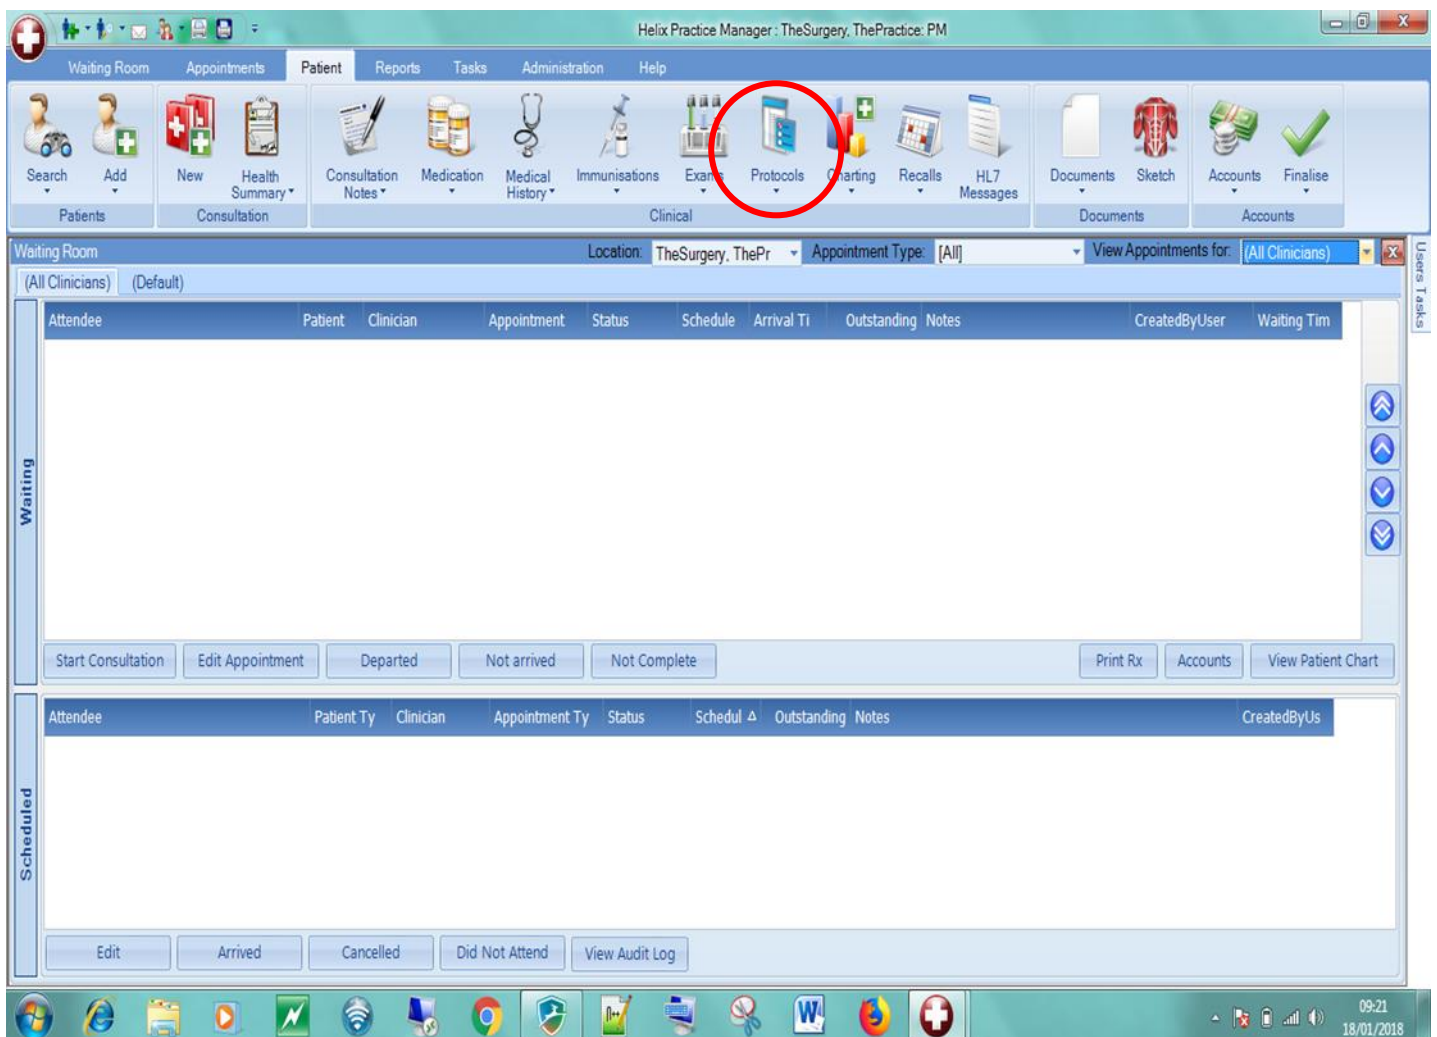 Helix Practice Manager : TheSurgery, ThePractice: PM
Waiting Room Appointments Patient Reports Tasks Administration Help
Search Add New Health Summary Consultation Notes Medication Medical History Immunisations Exams Protocols Charting Recalls HL7 Messages Documents Sketch Accounts Finalise
Patients Consultation Clinical Documents Accounts
Waiting Room Location: TheSurgery, ThePr Appointment Type: [All] View Appointments for: (All Clinicians)
Users Tasks
(All Clinicians) (Default)
Attendee Patient Clinician Appointment Status Schedule Arrival Ti Outstanding Notes CreatedByUser Waiting Tim
Waiting
Start Consultation Edit Appointment Departed Not arrived Not Complete Print Rx Accounts View Patient Chart
Attendee Patient Ty Clinician Appointment Ty Status Schedul Outstanding Notes CreatedByUs
Scheduled
Edit Arrived Cancelled Did Not Attend View Audit Log
09:21
18/01/2018